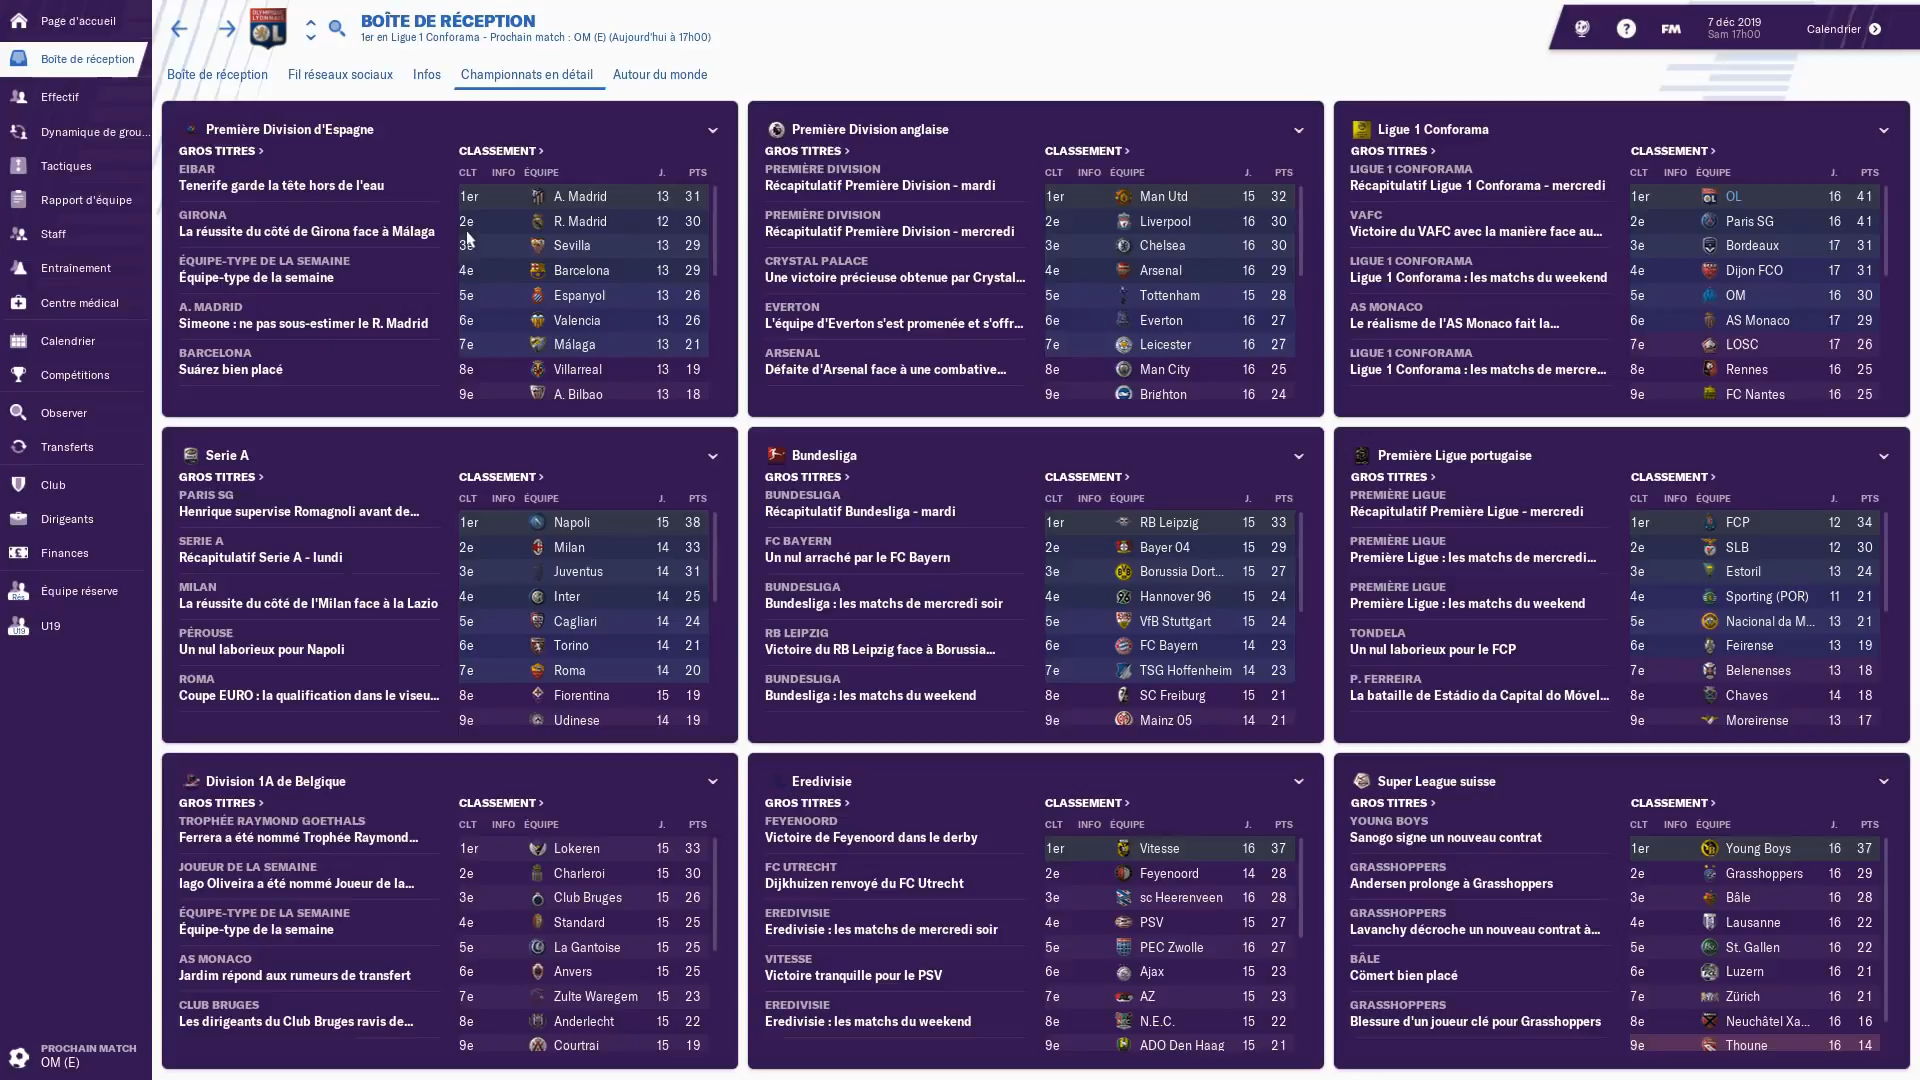 Page d'accueil
Boîte de réception
Effectif
Dynamique de grou...
Tactiques
Rapport d'équipe
Staff
Entraînement
Centre médical
Calendrier
Compétitions
Observer
Transferts
Club
Dirigeants
Finances
Équipe réserve
U19
PROCHAIN MATCH
OM (E)
BOÎTE DE RÉCEPTION
1er en Ligue 1 Conforama - Prochain match : OM (E) (Aujourd'hui à 17h00)
FM
7 déc 2019
Sam 17h00
Calendrier
Boîte de réception Fil réseaux sociaux Infos Championnats en détail Autour du monde
Première Division d'Espagne
GROS TITRES >
EIBAR
Tenerife garde la tête hors de l'eau
GIRONA
La réussite du côté de Girona face à Málaga
ÉQUIPE-TYPE DE LA SEMAINE
Équipe-type de la semaine
A. MADRID
Simeone : ne pas sous-estimer le R. Madrid
BARCELONA
Suárez bien placé
CLASSEMENT >
CLT INFO ÉQUIPE J. PTS
1er A. Madrid 13 31
2e R. Madrid 12 30
3e Sevilla 13 29
4e Barcelona 13 29
5e Espanyol 13 26
6e Valencia 13 26
7e Málaga 13 21
8e Villarreal 13 19
9e A. Bilbao 13 18
Première Division anglaise
GROS TITRES >
PREMIÈRE DIVISION
Récapitulatif Première Division - mardi
PREMIÈRE DIVISION
Récapitulatif Première Division - mercredi
CRYSTAL PALACE
Une victoire précieuse obtenue par Crystal...
EVERTON
L'équipe d'Everton s'est promenée et s'offr...
ARSENAL
Défaite d'Arsenal face à une combative...
CLASSEMENT >
CLT INFO ÉQUIPE J. PTS
1er Man Utd 15 32
2e Liverpool 16 30
3e Chelsea 16 30
4e Arsenal 16 29
5e Tottenham 15 28
6e Everton 16 27
7e Leicester 16 27
8e Man City 16 25
9e Brighton 16 24
Ligue 1 Conforama
GROS TITRES >
LIGUE 1 CONFORAMA
Récapitulatif Ligue 1 Conforama - mercredi
VAFC
Victoire du VAFC avec la manière face au...
LIGUE 1 CONFORAMA
Ligue 1 Conforama : les matchs du weekend
AS MONACO
Le réalisme de l'AS Monaco fait la...
LIGUE 1 CONFORAMA
Ligue 1 Conforama : les matchs de mercre...
CLASSEMENT >
CLT INFO ÉQUIPE J. PTS
1er OL 16 41
2e Paris SG 16 41
3e Bordeaux 17 31
4e Dijon FCO 17 31
5e OM 16 30
6e AS Monaco 17 29
7e LOSC 17 26
8e Rennes 16 25
9e FC Nantes 16 25
Serie A
GROS TITRES >
PARIS SG
Henrique supervise Romagnoli avant de...
SERIE A
Récapitulatif Serie A - lundi
MILAN
La réussite du côté de l'Milan face à la Lazio
PÉROUSE
Un nul laborieux pour Napoli
ROMA
Coupe EURO : la qualification dans le viseu...
CLASSEMENT >
CLT INFO ÉQUIPE J. PTS
1er Napoli 15 38
2e Milan 14 33
3e Juventus 14 31
4e Inter 14 25
5e Cagliari 14 24
6e Torino 14 21
7e Roma 14 20
8e Fiorentina 15 19
9e Udinese 14 19
Bundesliga
GROS TITRES >
BUNDESLIGA
Récapitulatif Bundesliga - mardi
FC BAYERN
Un nul arraché par le FC Bayern
BUNDESLIGA
Bundesliga : les matchs de mercredi soir
RB LEIPZIG
Victoire du RB Leipzig face à Borussia...
BUNDESLIGA
Bundesliga : les matchs du weekend
CLASSEMENT >
CLT INFO ÉQUIPE J. PTS
1er RB Leipzig 15 33
2e Bayer 04 15 29
3e Borussia Dort... 15 27
4e Hannover 96 15 24
5e VfB Stuttgart 15 24
6e FC Bayern 14 23
7e TSG Hoffenheim 14 23
8e SC Freiburg 15 21
9e Mainz 05 14 21
Première Ligue portugaise
GROS TITRES >
PREMIÈRE LIGUE
Récapitulatif Première Ligue - mercredi
PREMIÈRE LIGUE
Première Ligue : les matchs de mercredi...
PREMIÈRE LIGUE
Première Ligue : les matchs du weekend
TONDELA
Un nul laborieux pour le FCP
P. FERREIRA
La bataille de Estádio da Capital do Móvel...
CLASSEMENT >
CLT INFO ÉQUIPE J. PTS
1er FCP 12 34
2e SLB 12 30
3e Estoril 13 24
4e Sporting (POR) 11 21
5e Nacional da M... 13 21
6e Feirense 13 19
7e Belenenses 13 18
8e Chaves 14 18
9e Moreirense 13 17
Division 1A de Belgique
GROS TITRES >
TROPHÉE RAYMOND GOETHALS
Ferrera a été nommé Trophée Raymond...
JOUEUR DE LA SEMAINE
Iago Oliveira a été nommé Joueur de la...
ÉQUIPE-TYPE DE LA SEMAINE
Équipe-type de la semaine
AS MONACO
Jardim répond aux rumeurs de transfert
CLUB BRUGES
Les dirigeants du Club Bruges ravis de...
CLASSEMENT >
CLT INFO ÉQUIPE J. PTS
1er Lokeren 15 33
2e Charleroi 15 30
3e Club Bruges 15 26
4e Standard 15 25
5e La Gantoise 15 25
6e Anvers 15 25
7e Zulte Waregem 15 23
8e Anderlecht 15 22
9e Courtrai 15 19
Eredivisie
GROS TITRES >
FEYENOORD
Victoire de Feyenoord dans le derby
FC UTRECHT
Dijkhuizen renvoyé du FC Utrecht
EREDIVISIE
Eredivisie : les matchs de mercredi soir
VITESSE
Victoire tranquille pour le PSV
EREDIVISIE
Eredivisie : les matchs du weekend
CLASSEMENT >
CLT INFO ÉQUIPE J. PTS
1er Vitesse 16 37
2e Feyenoord 14 28
3e sc Heerenveen 16 28
4e PSV 15 27
5e PEC Zwolle 16 27
6e Ajax 15 23
7e AZ 15 23
8e N.E.C. 15 22
9e ADO Den Haag 15 21
Super League suisse
GROS TITRES >
YOUNG BOYS
Sanogo signe un nouveau contrat
GRASSHOPPERS
Andersen prolonge à Grasshoppers
GRASSHOPPERS
Lavanchy décroche un nouveau contrat à...
BÂLE
Cömert bien placé
GRASSHOPPERS
Blessure d'un joueur clé pour Grasshoppers
CLASSEMENT >
CLT INFO ÉQUIPE J. PTS
1er Young Boys 16 37
2e Grasshoppers 16 29
3e Bâle 16 28
4e Lausanne 16 22
5e St. Gallen 16 22
6e Luzern 16 21
7e Zürich 16 21
8e Neuchâtel Xa... 16 16
9e Thoune 16 14